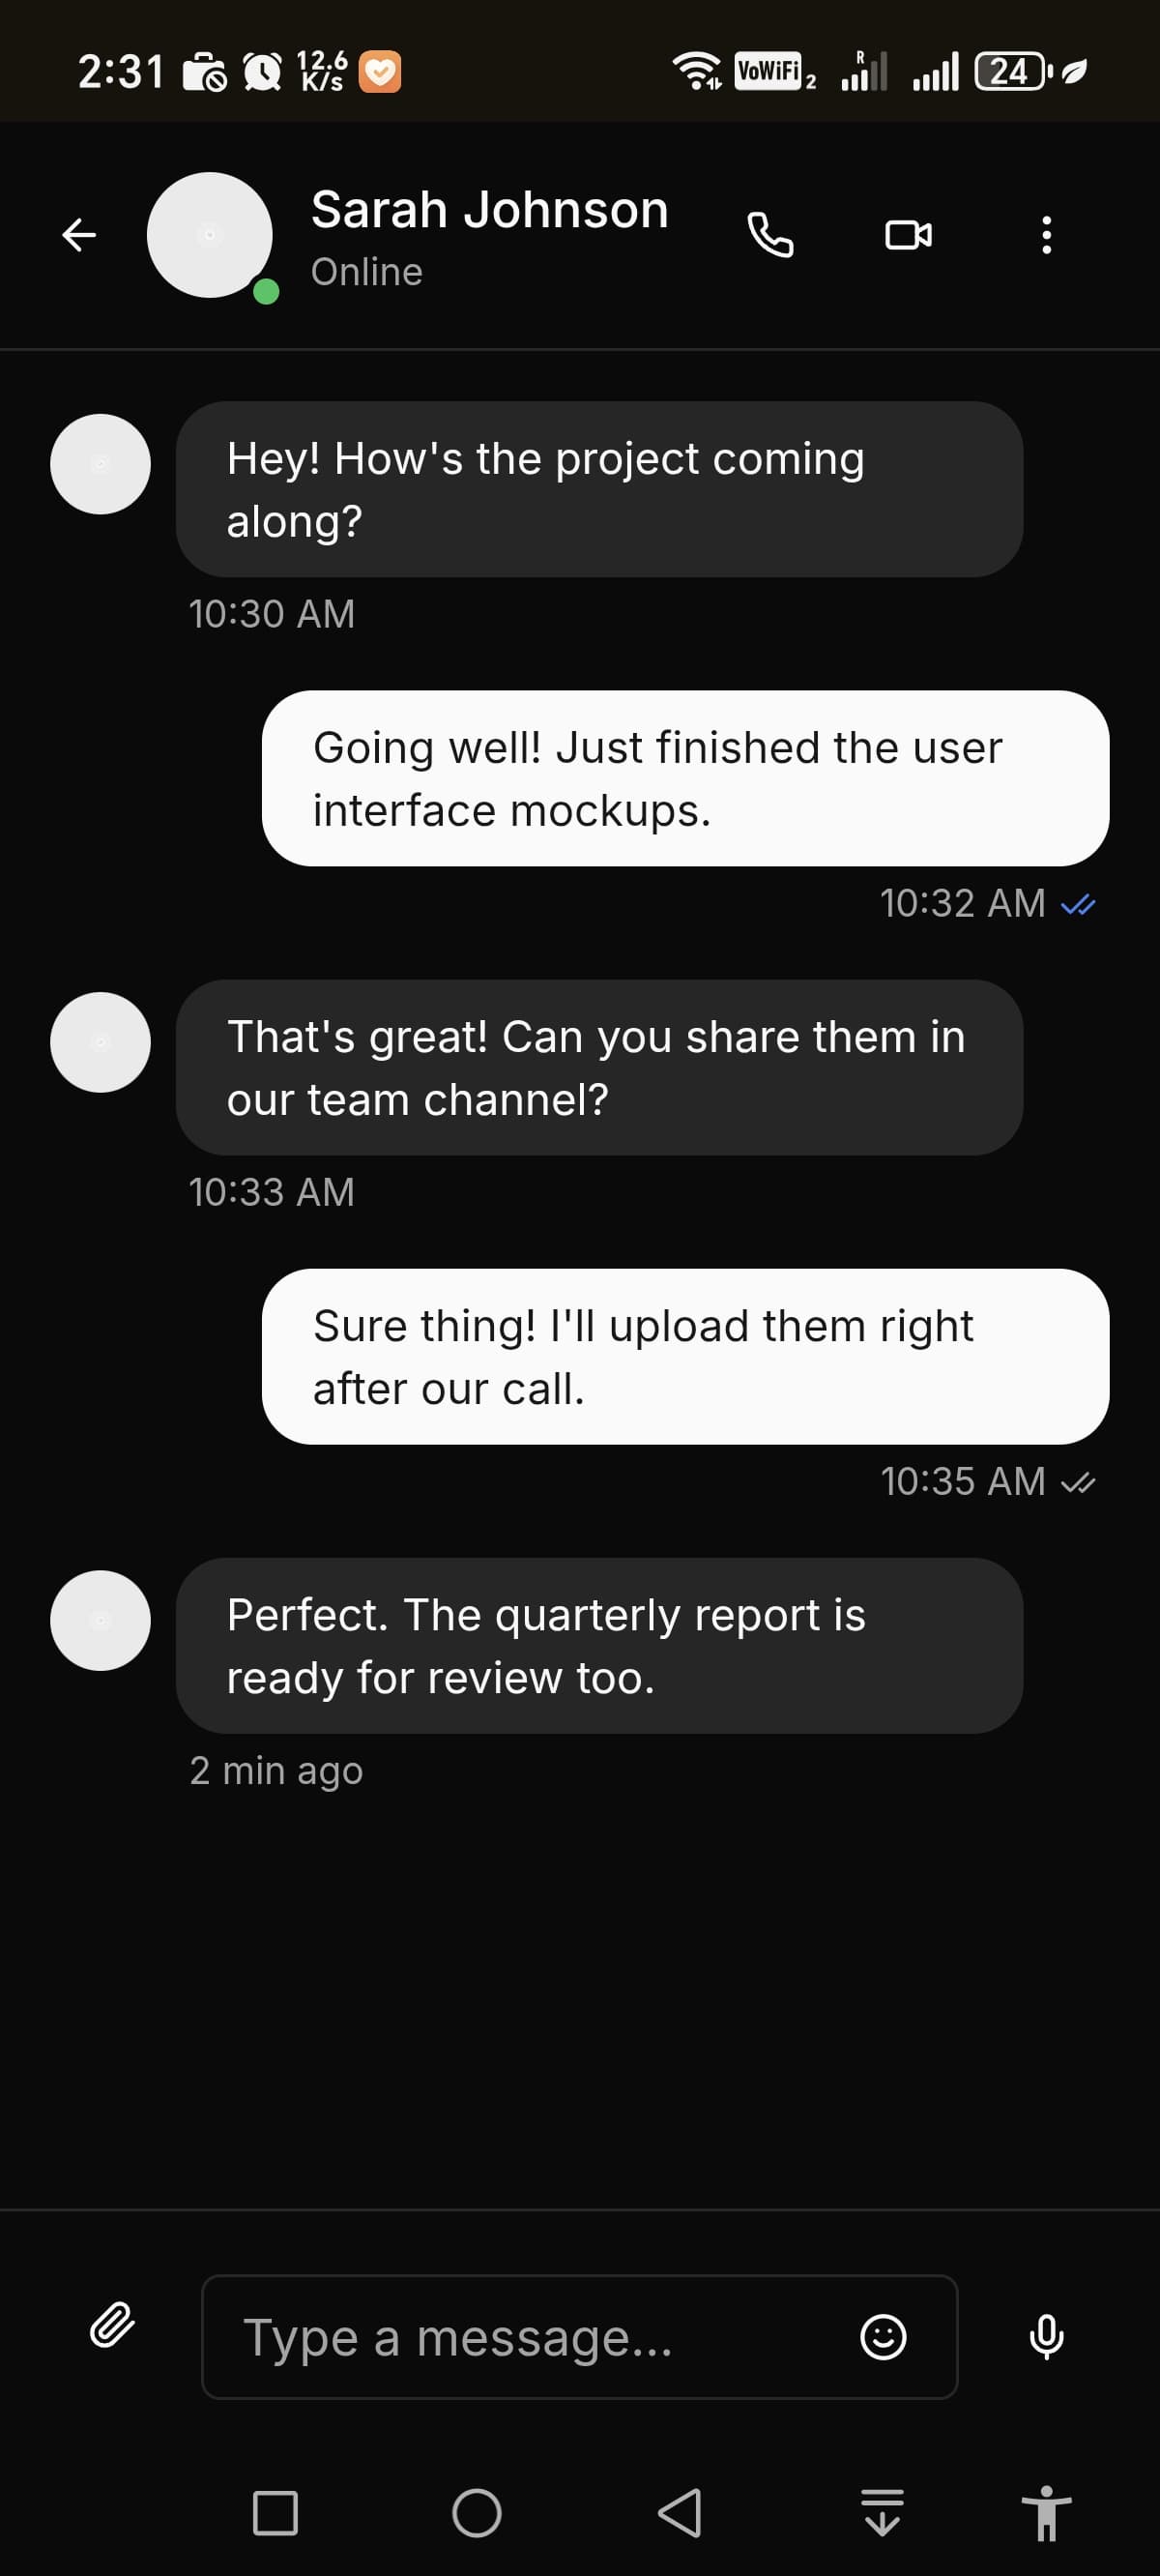 2:31 12.6 K/s VoWiFi 2 R 24
Sarah Johnson
Online
Hey! How's the project coming
along?
10:30 AM
Going well! Just finished the user
interface mockups.
10:32 AM
That's great! Can you share them in
our team channel?
10:33 AM
Sure thing! I'll upload them right
after our call.
10:35 AM
Perfect. The quarterly report is
ready for review too.
2 min ago
Type a message...